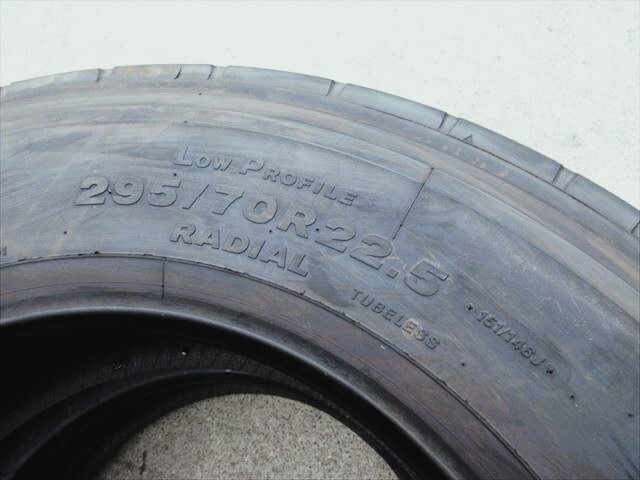 Low Profile
295/70R22.5
RADIAL
TUBELESS
151/148J